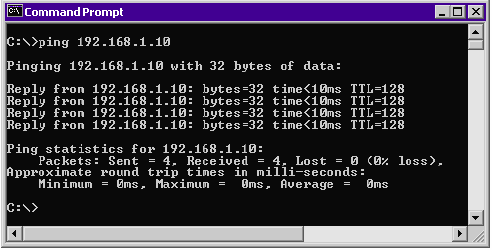 Command Prompt
C:\>ping 192.168.1.10
Pinging 192.168.1.10 with 32 bytes of data:
Reply from 192.168.1.10: bytes=32 time<10ms TTL=128
Reply from 192.168.1.10: bytes=32 time<10ms TTL=128
Reply from 192.168.1.10: bytes=32 time<10ms TTL=128
Reply from 192.168.1.10: bytes=32 time<10ms TTL=128
Ping statistics for 192.168.1.10:
    Packets: Sent = 4, Received = 4, Lost = 0 (0% loss),
Approximate round trip times in milli-seconds:
    Minimum = 0ms, Maximum =  0ms, Average =  0ms
C:\>